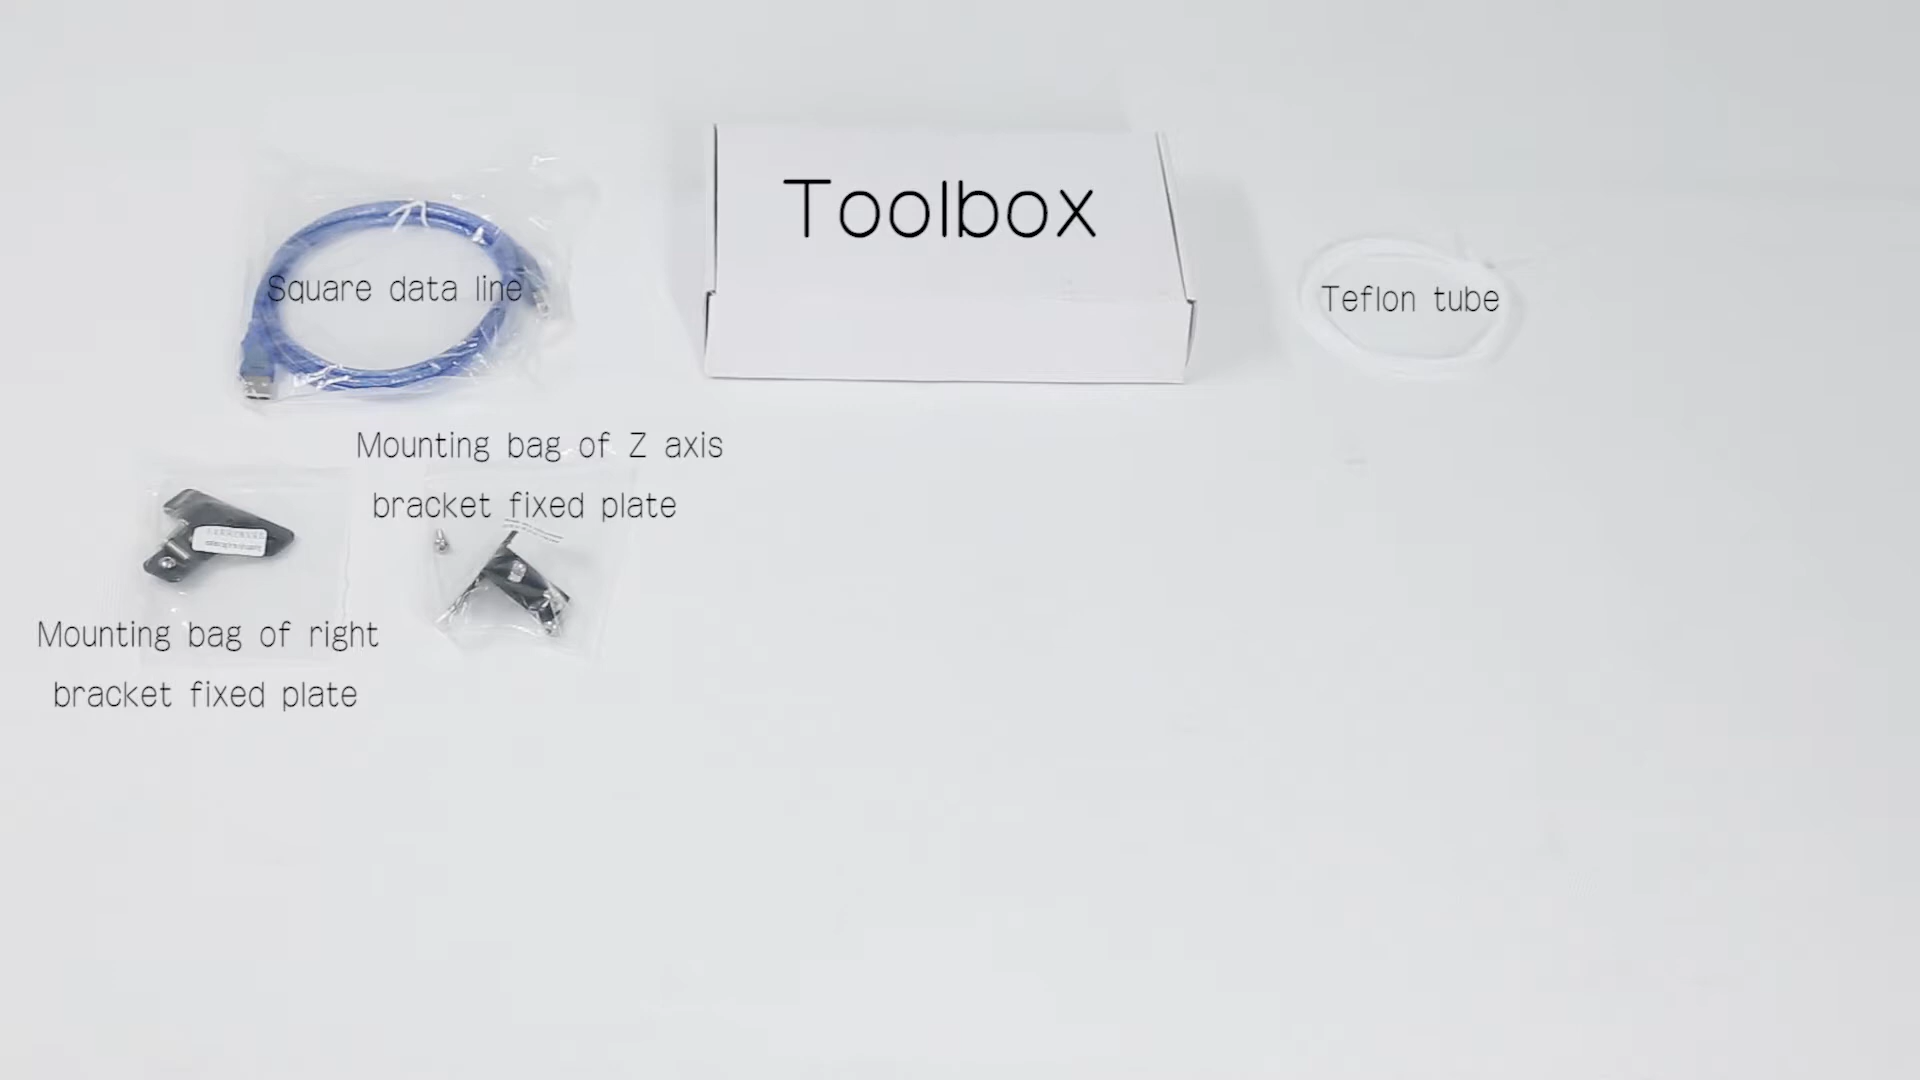 Toolbox
Square data line
Teflon tube
Mounting bag of Z axis
bracket fixed plate
Mounting bag of right
bracket fixed plate